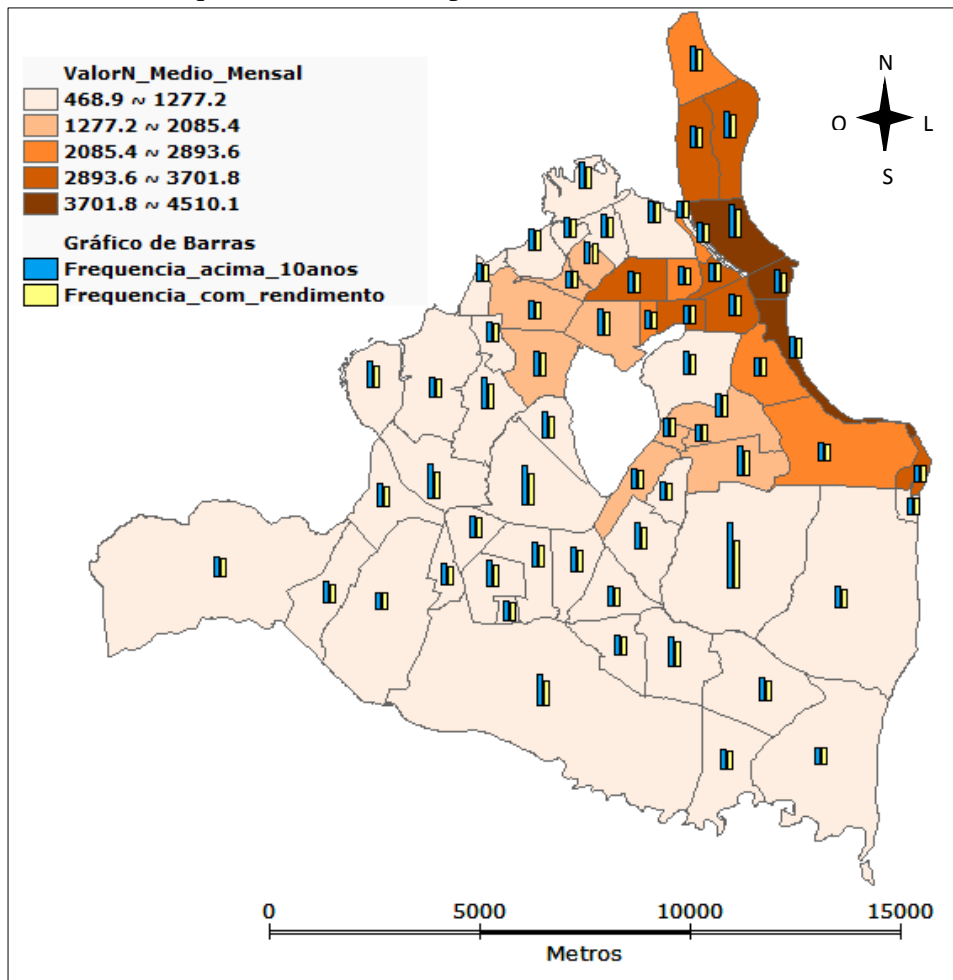 ValorN_Medio_Mensal
468.9 ~ 1277.2
1277.2 ~ 2085.4
2085.4 ~ 2893.6
2893.6 ~ 3701.8
3701.8 ~ 4510.1
Gráfico de Barras
Frequencia_acima_10anos
Frequencia_com_rendimento
N
O L
S
0 5000 10000 15000
Metros